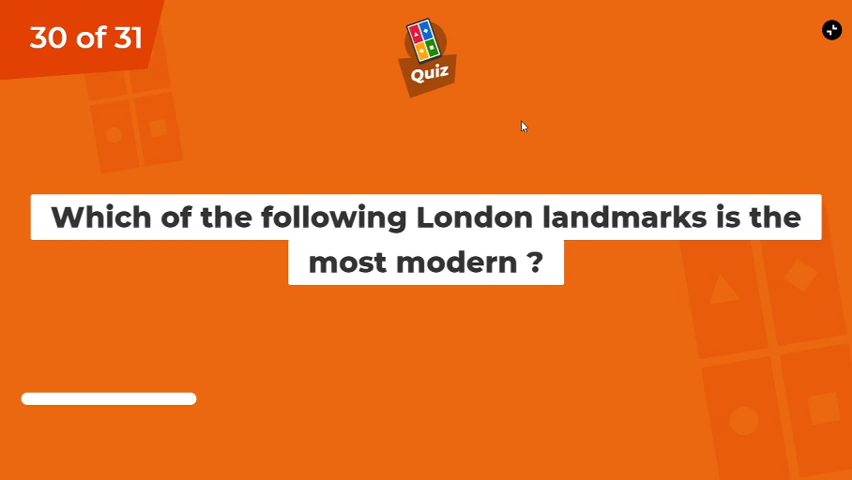 30 of 31
Quiz
Which of the following London landmarks is the
most modern ?